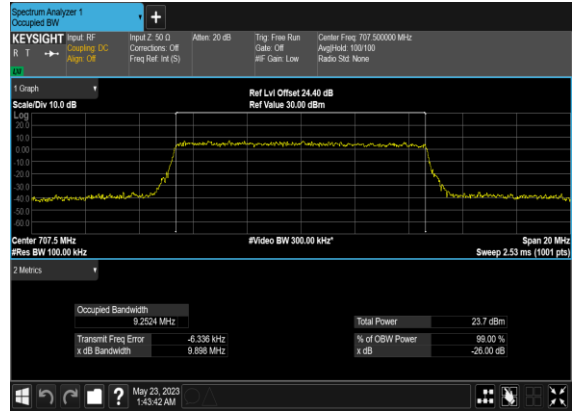 Spectrum Analyzer 1
Occupied BW
+
KEYSIGHT Input: RF Input Z: 50 Ω Atten: 20 dB Trig: Free Run Center Freq: 707.500000 MHz
R T Coupling: DC Corrections: Off Gate: Off Avg|Hold: 100/100
Align: Off Freq Ref: Int (S) #IF Gain: Low Radio Std: None
1 Graph Ref Lvl Offset 24.40 dB
Scale/Div 10.0 dB Ref Value 30.00 dBm
Log
20.0
10.0
0.00
-10.0
-20.0
-30.0
-40.0
-50.0
-60.0
Center 707.5 MHz #Video BW 300.00 kHz* Span 20 MHz
#Res BW 100.00 kHz Sweep 2.53 ms (1001 pts)
2 Metrics
Occupied Bandwidth
9.2524 MHz Total Power 23.7 dBm
Transmit Freq Error -6.336 kHz % of OBW Power 99.00 %
x dB Bandwidth 9.898 MHz x dB -26.00 dB
? May 23, 2023
1:43:42 AM